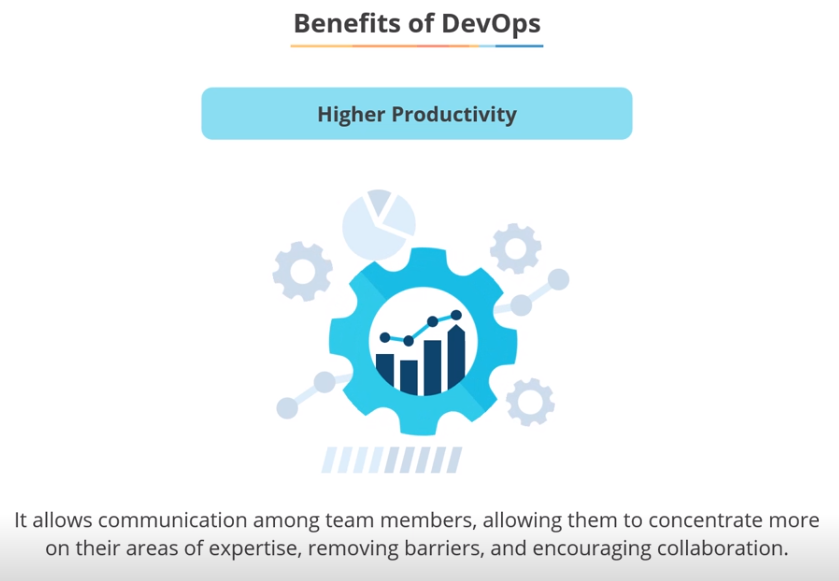 Benefits of DevOps
Higher Productivity
It allows communication among team members, allowing them to concentrate more
on their areas of expertise, removing barriers, and encouraging collaboration.